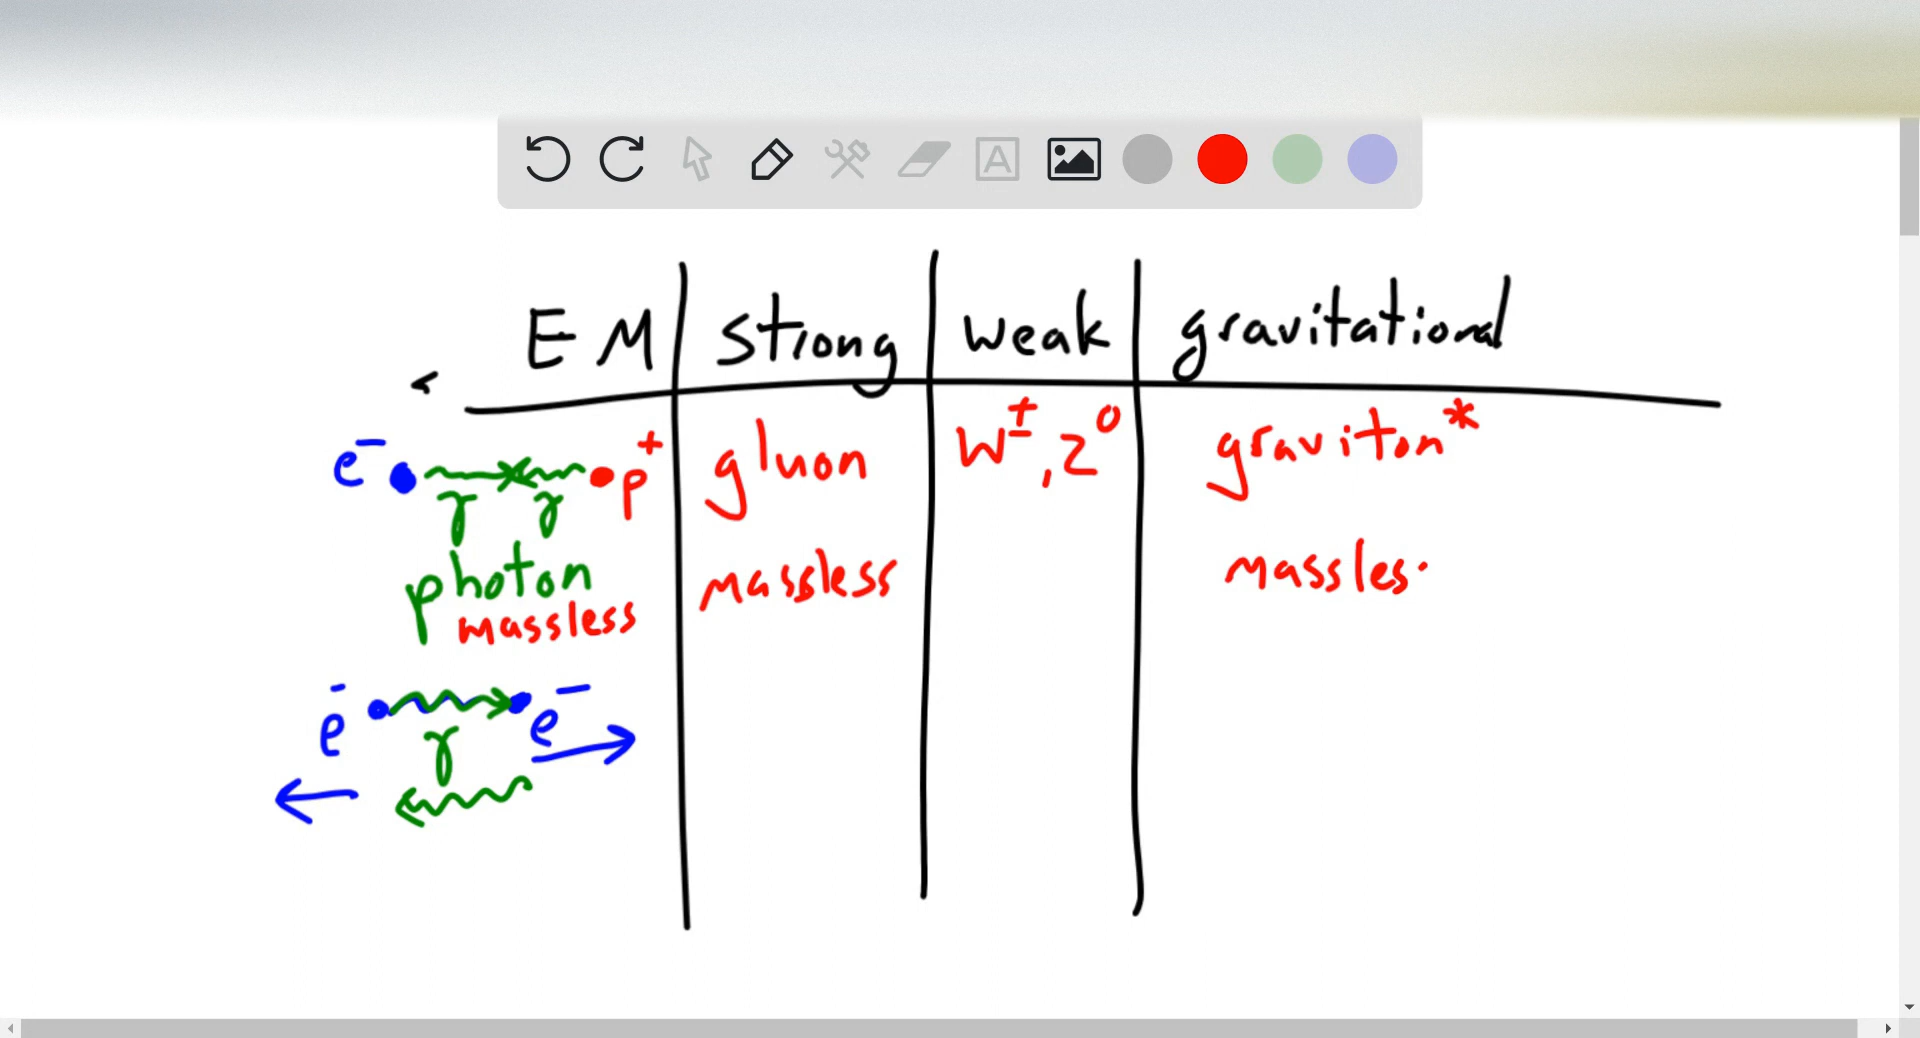 EM strong weak gravitational
e⁻ γ γ p⁺ gluon W±, Z⁰ graviton*
photon massless massles
massless
e⁻ γ e⁻
A